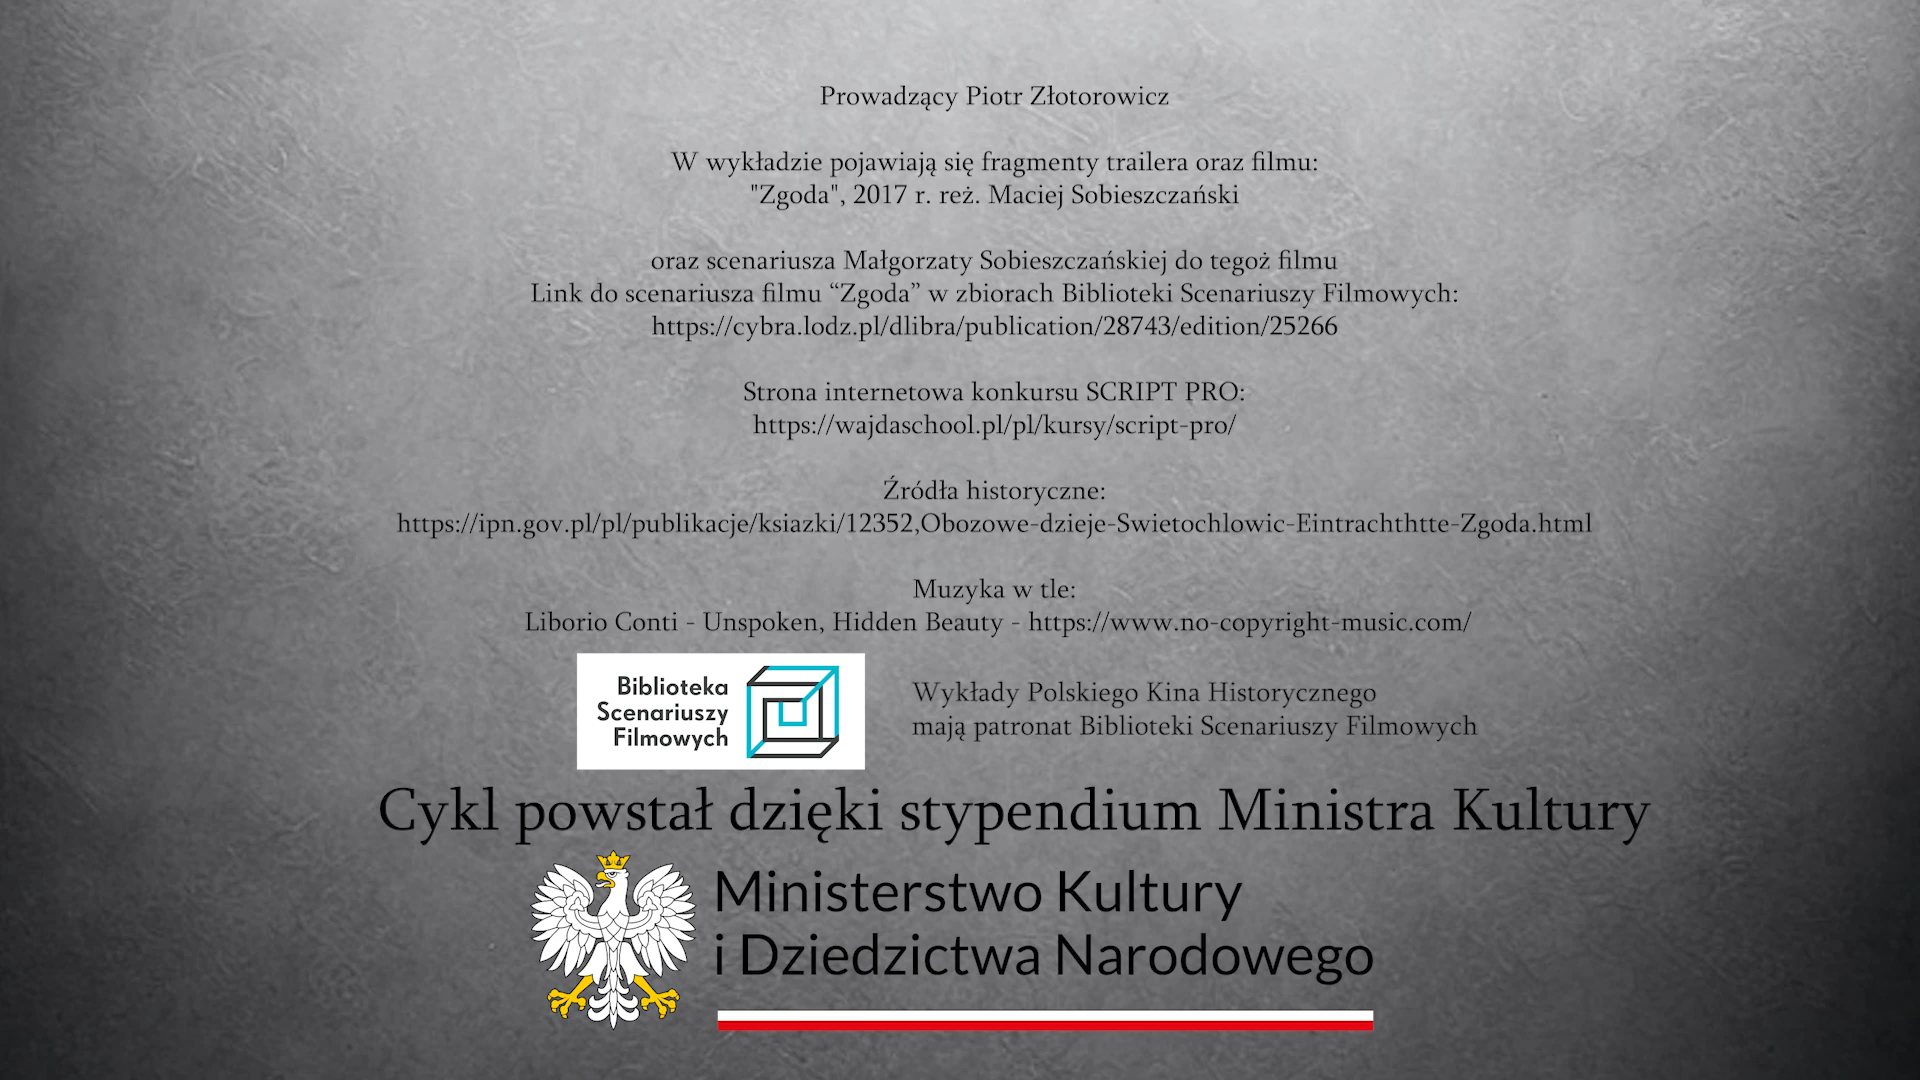 Prowadzący Piotr Złotorowicz
W wykładzie pojawiają się fragmenty trailera oraz filmu:
"Zgoda", 2017 r. reż. Maciej Sobieszczański
oraz scenariusza Małgorzaty Sobieszczańskiej do tegoż filmu
Link do scenariusza filmu “Zgoda” w zbiorach Biblioteki Scenariuszy Filmowych:
https://cybra.lodz.pl/dlibra/publication/28743/edition/25266
Strona internetowa konkursu SCRIPT PRO:
https://wajdaschool.pl/pl/kursy/script-pro/
Źródła historyczne:
https://ipn.gov.pl/pl/publikacje/ksiazki/12352,Obozowe-dzieje-Swietochlowic-Eintrachthtte-Zgoda.html
Muzyka w tle:
Liborio Conti - Unspoken, Hidden Beauty - https://www.no-copyright-music.com/
Biblioteka
Scenariuszy
Filmowych
Wykłady Polskiego Kina Historycznego
mają patronat Biblioteki Scenariuszy Filmowych
Cykl powstał dzięki stypendium Ministra Kultury
Ministerstwo Kultury
i Dziedzictwa Narodowego